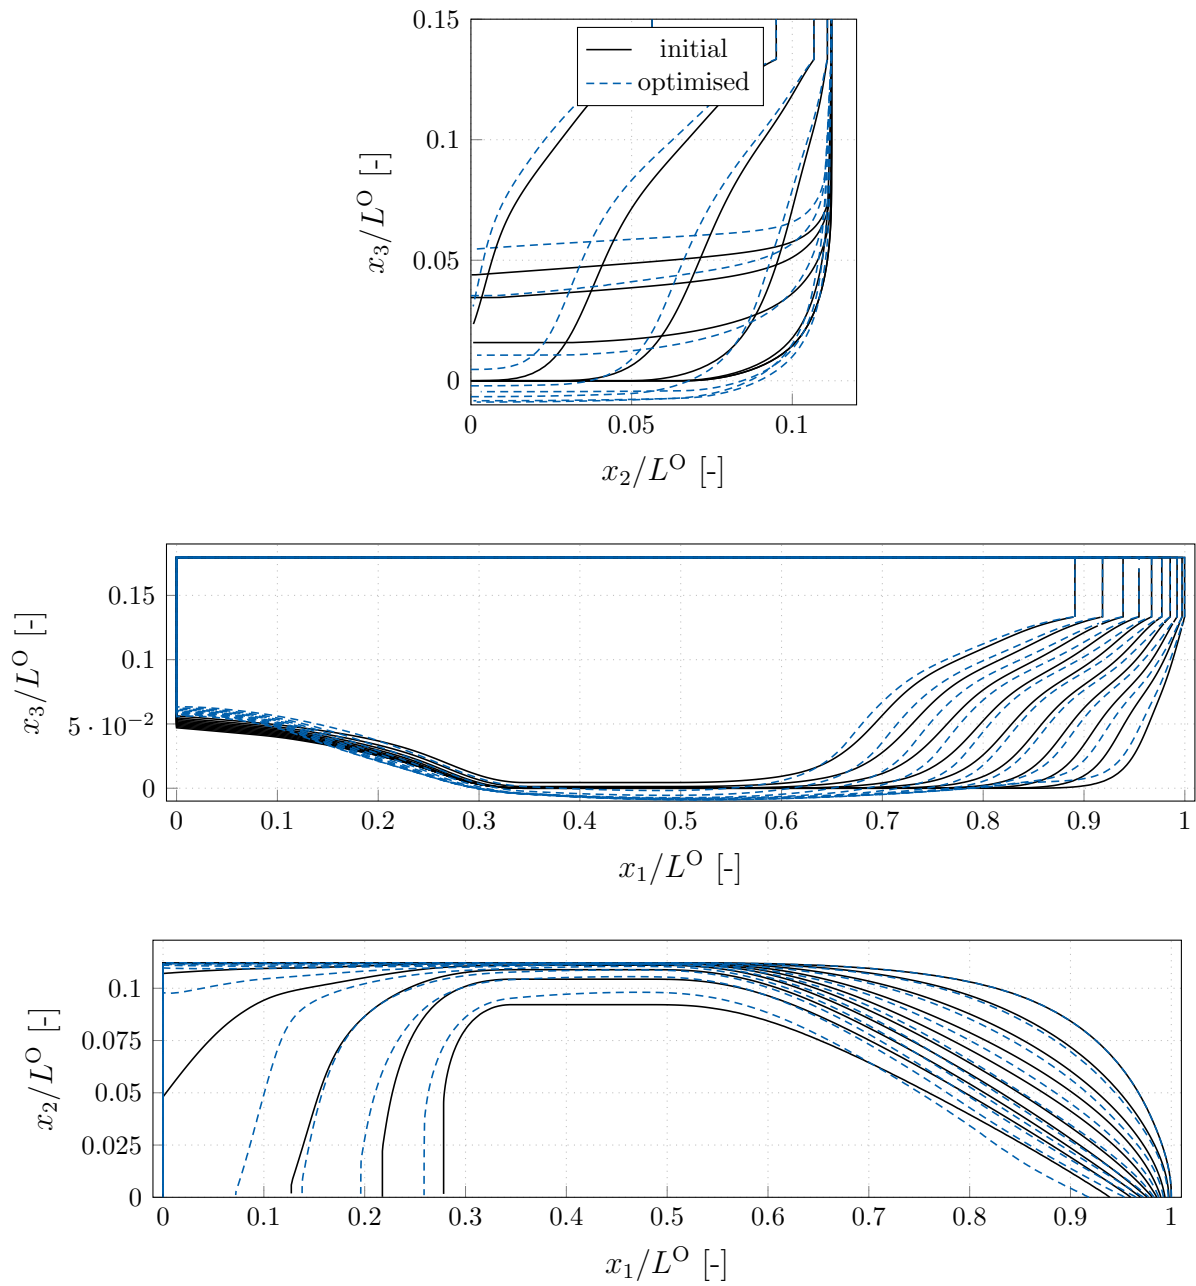 0.15
initial
optimised
0.1
0.05
0
x₃/Lᴼ [-]
0 0.05 0.1
x₂/Lᴼ [-]
0.15
0.1
5 · 10⁻²
0
x₃/Lᴼ [-]
0 0.1 0.2 0.3 0.4 0.5 0.6 0.7 0.8 0.9 1
x₁/Lᴼ [-]
0.1
0.075
0.05
0.025
0
x₂/Lᴼ [-]
0 0.1 0.2 0.3 0.4 0.5 0.6 0.7 0.8 0.9 1
x₁/Lᴼ [-]